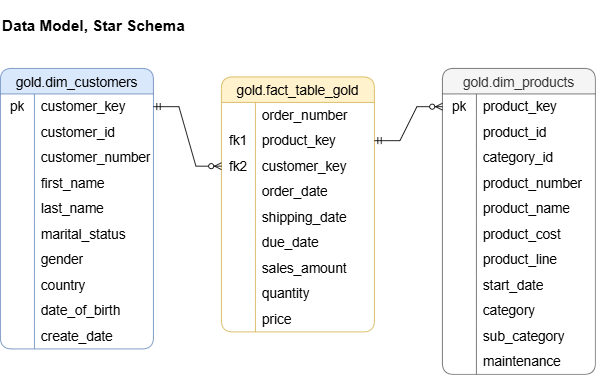 Data Model, Star Schema
gold.dim_customers
pk customer_key
customer_id
customer_number
first_name
last_name
marital_status
gender
country
date_of_birth
create_date
gold.fact_table_gold
order_number
fk1 product_key
fk2 customer_key
order_date
shipping_date
due_date
sales_amount
quantity
price
gold.dim_products
pk product_key
product_id
category_id
product_number
product_name
product_cost
product_line
start_date
category
sub_category
maintenance